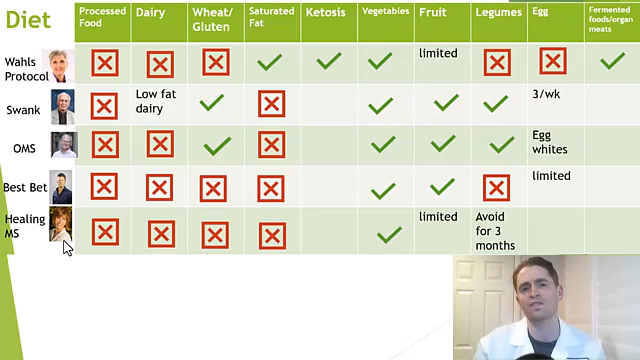 Diet
Processed
Food
Dairy
Wheat/
Gluten
Saturated
Fat
Ketosis
Vegetables
Fruit
Legumes
Egg
Fermented
foods/organ
meats
Wahls
Protocol
limited
Swank
Low fat
dairy
3/wk
OMS
Egg
whites
Best Bet
limited
Healing
MS
limited
Avoid
for 3
months